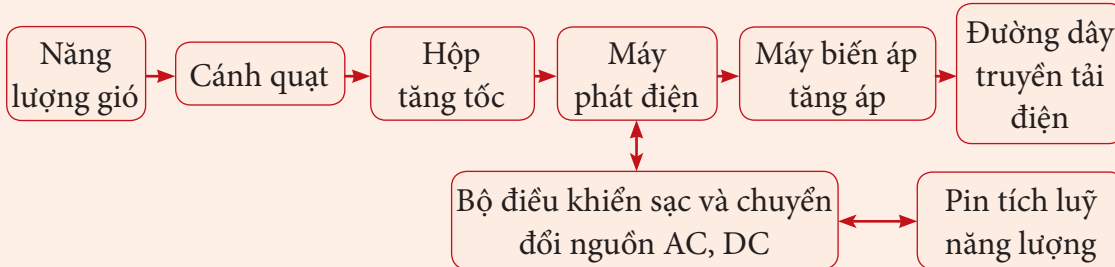 Năng
lượng gió
Cánh quạt
Hộp
tăng tốc
Máy
phát điện
Máy biến áp
tăng áp
Đường dây
truyền tải
điện
Bộ điều khiển sạc và chuyển
đổi nguồn AC, DC
Pin tích luỹ
năng lượng